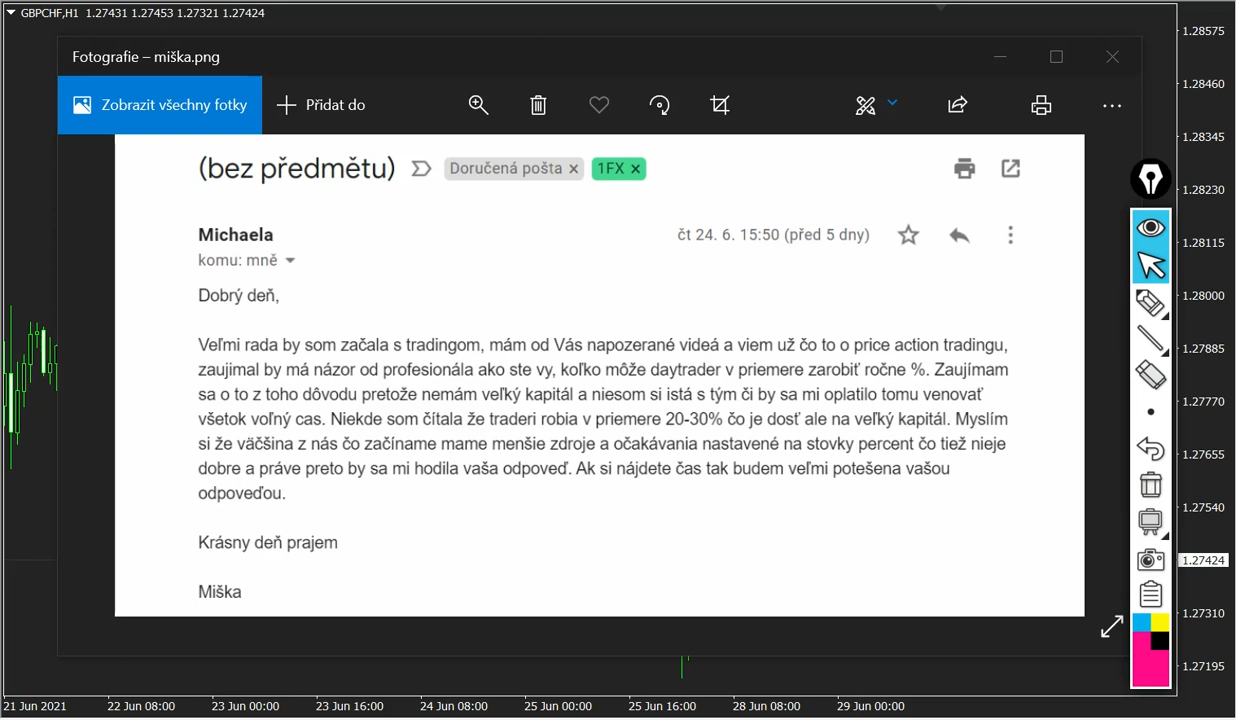 GBPCHF,H1 1.27431 1.27453 1.27321 1.27424
Fotografie – miška.png
Zobrazit všechny fotky
Přidat do
(bez předmětu)
Doručená pošta ×
1FX ×
Michaela
čt 24. 6. 15:50 (před 5 dny)
komu: mně
Dobrý deň,
Veľmi rada by som začala s tradingom, mám od Vás napozerané videá a viem už čo to o price action tradingu,
zaujimal by má názor od profesionála ako ste vy, koľko môže daytrader v priemere zarobiť ročne %. Zaujímam
sa o to z toho dôvodu pretože nemám veľký kapitál a niesom si istá s tým či by sa mi oplatilo tomu venovať
všetok voľný cas. Niekde som čítala že traderi robia v priemere 20-30% čo je dosť ale na veľký kapitál. Myslím
si že väčšina z nás čo začíname mame menšie zdroje a očakávania nastavené na stovky percent čo tiež nieje
dobre a práve preto by sa mi hodila vaša odpoveď. Ak si nájdete čas tak budem veľmi potešena vašou
odpoveďou.
Krásny deň prajem
Miška
1.28575
1.28460
1.28345
1.28230
1.28115
1.28000
1.27885
1.27770
1.27655
1.27540
1.27424
1.27310
1.27195
21 Jun 2021
22 Jun 08:00
23 Jun 00:00
23 Jun 16:00
24 Jun 08:00
25 Jun 00:00
25 Jun 16:00
28 Jun 08:00
29 Jun 00:00